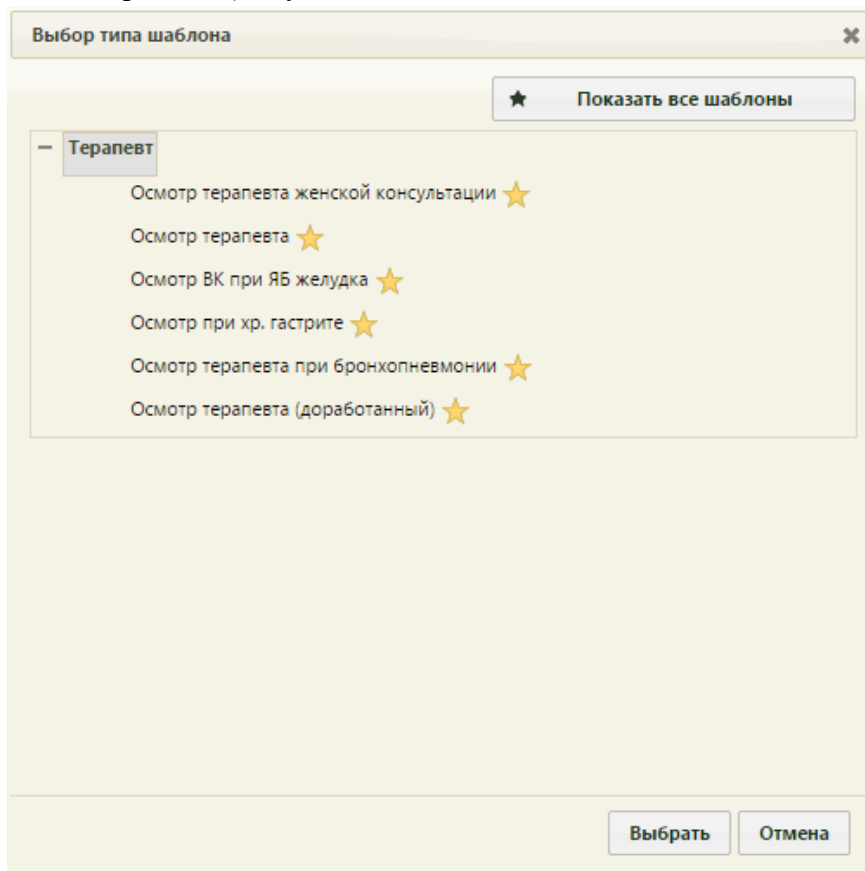 Выбор типа шаблона
Показать все шаблоны
Терапевт
Осмотр терапевта женской консультации
Осмотр терапевта
Осмотр ВК при ЯБ желудка
Осмотр при хр. гастрите
Осмотр терапевта при бронхопневмонии
Осмотр терапевта (доработанный)
Выбрать Отмена